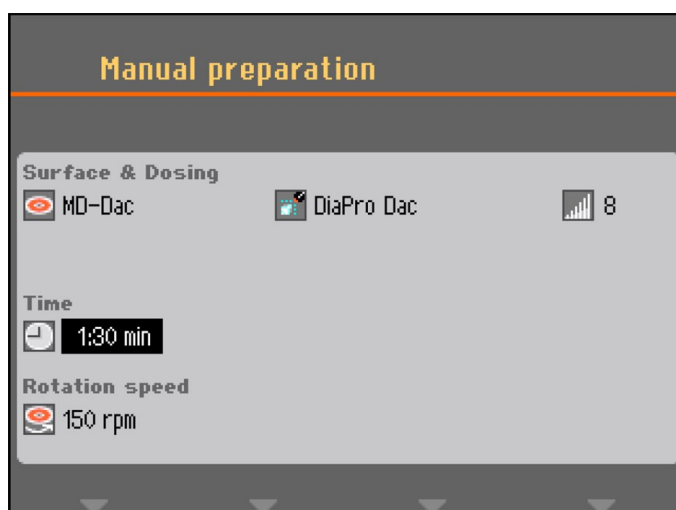 Manual preparation
Surface & Dosing
MD-Dac DiaPro Dac 8
Time
1:30 min
Rotation speed
150 rpm